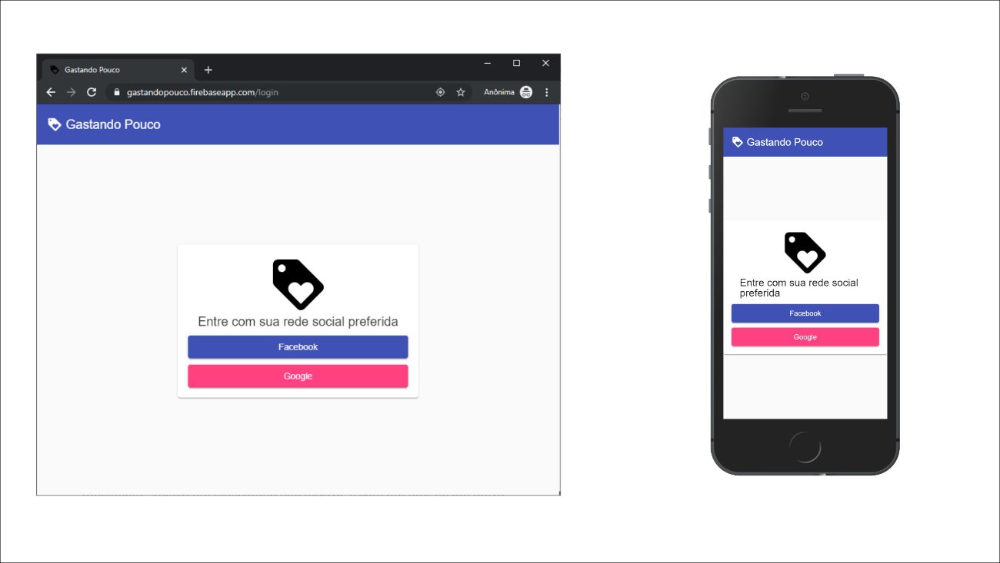 Gastando Pouco
gastandopouco.firebaseapp.com/login
Anônima
Gastando Pouco
Entre com sua rede social preferida
Facebook
Google
Gastando Pouco
Entre com sua rede social
preferida
Facebook
Google